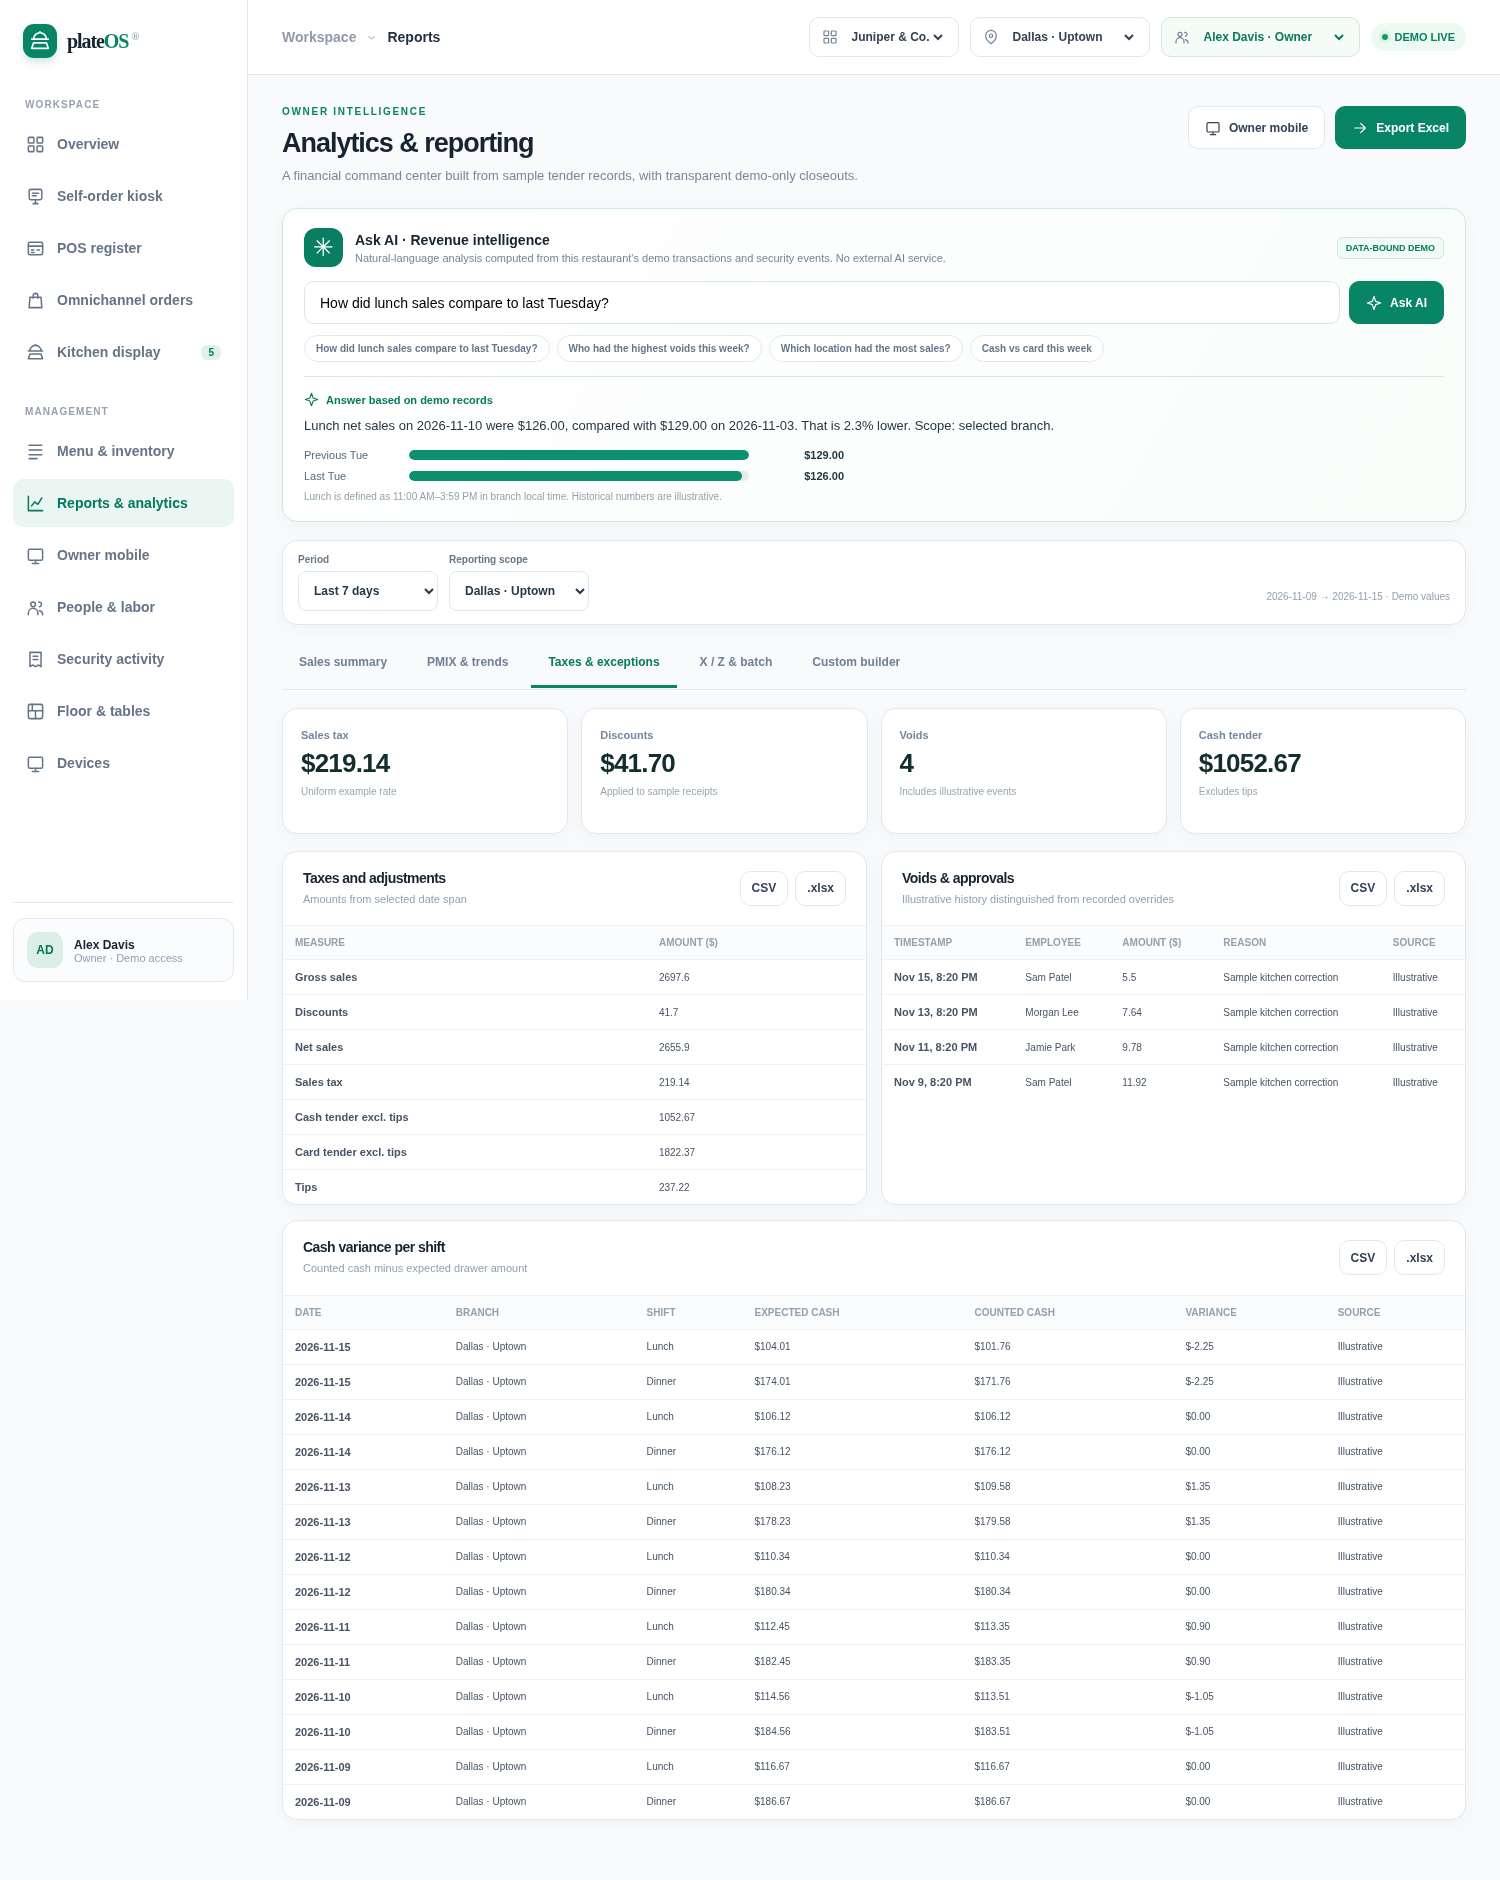 plateOS®
WORKSPACE
Overview
Self-order kiosk
POS register
Omnichannel orders
Kitchen display 5
MANAGEMENT
Menu & inventory
Reports & analytics
Owner mobile
People & labor
Security activity
Floor & tables
Devices
AD
Alex Davis
Owner · Demo access
Workspace Reports
Juniper & Co.
Dallas · Uptown
Alex Davis · Owner
DEMO LIVE
OWNER INTELLIGENCE
Analytics & reporting
A financial command center built from sample tender records, with transparent demo-only closeouts.
Owner mobile
Export Excel
Ask AI · Revenue intelligence
Natural-language analysis computed from this restaurant's demo transactions and security events. No external AI service.
DATA-BOUND DEMO
How did lunch sales compare to last Tuesday?
Ask AI
How did lunch sales compare to last Tuesday?
Who had the highest voids this week?
Which location had the most sales?
Cash vs card this week
Answer based on demo records
Lunch net sales on 2026-11-10 were $126.00, compared with $129.00 on 2026-11-03. That is 2.3% lower. Scope: selected branch.
Previous Tue $129.00
Last Tue $126.00
Lunch is defined as 11:00 AM–3:59 PM in branch local time. Historical numbers are illustrative.
Period
Last 7 days
Reporting scope
Dallas · Uptown
2026-11-09 → 2026-11-15 · Demo values
Sales summary
PMIX & trends
Taxes & exceptions
X / Z & batch
Custom builder
Sales tax
$219.14
Uniform example rate
Discounts
$41.70
Applied to sample receipts
Voids
4
Includes illustrative events
Cash tender
$1052.67
Excludes tips
Taxes and adjustments
Amounts from selected date span
CSV
.xlsx
MEASURE AMOUNT ($)
Gross sales 2697.6
Discounts 41.7
Net sales 2655.9
Sales tax 219.14
Cash tender excl. tips 1052.67
Card tender excl. tips 1822.37
Tips 237.22
Voids & approvals
Illustrative history distinguished from recorded overrides
CSV
.xlsx
TIMESTAMP EMPLOYEE AMOUNT ($) REASON SOURCE
Nov 15, 8:20 PM Sam Patel 5.5 Sample kitchen correction Illustrative
Nov 13, 8:20 PM Morgan Lee 7.64 Sample kitchen correction Illustrative
Nov 11, 8:20 PM Jamie Park 9.78 Sample kitchen correction Illustrative
Nov 9, 8:20 PM Sam Patel 11.92 Sample kitchen correction Illustrative
Cash variance per shift
Counted cash minus expected drawer amount
CSV
.xlsx
DATE BRANCH SHIFT EXPECTED CASH COUNTED CASH VARIANCE SOURCE
2026-11-15 Dallas · Uptown Lunch $104.01 $101.76 $-2.25 Illustrative
2026-11-15 Dallas · Uptown Dinner $174.01 $171.76 $-2.25 Illustrative
2026-11-14 Dallas · Uptown Lunch $106.12 $106.12 $0.00 Illustrative
2026-11-14 Dallas · Uptown Dinner $176.12 $176.12 $0.00 Illustrative
2026-11-13 Dallas · Uptown Lunch $108.23 $109.58 $1.35 Illustrative
2026-11-13 Dallas · Uptown Dinner $178.23 $179.58 $1.35 Illustrative
2026-11-12 Dallas · Uptown Lunch $110.34 $110.34 $0.00 Illustrative
2026-11-12 Dallas · Uptown Dinner $180.34 $180.34 $0.00 Illustrative
2026-11-11 Dallas · Uptown Lunch $112.45 $113.35 $0.90 Illustrative
2026-11-11 Dallas · Uptown Dinner $182.45 $183.35 $0.90 Illustrative
2026-11-10 Dallas · Uptown Lunch $114.56 $113.51 $-1.05 Illustrative
2026-11-10 Dallas · Uptown Dinner $184.56 $183.51 $-1.05 Illustrative
2026-11-09 Dallas · Uptown Lunch $116.67 $116.67 $0.00 Illustrative
2026-11-09 Dallas · Uptown Dinner $186.67 $186.67 $0.00 Illustrative